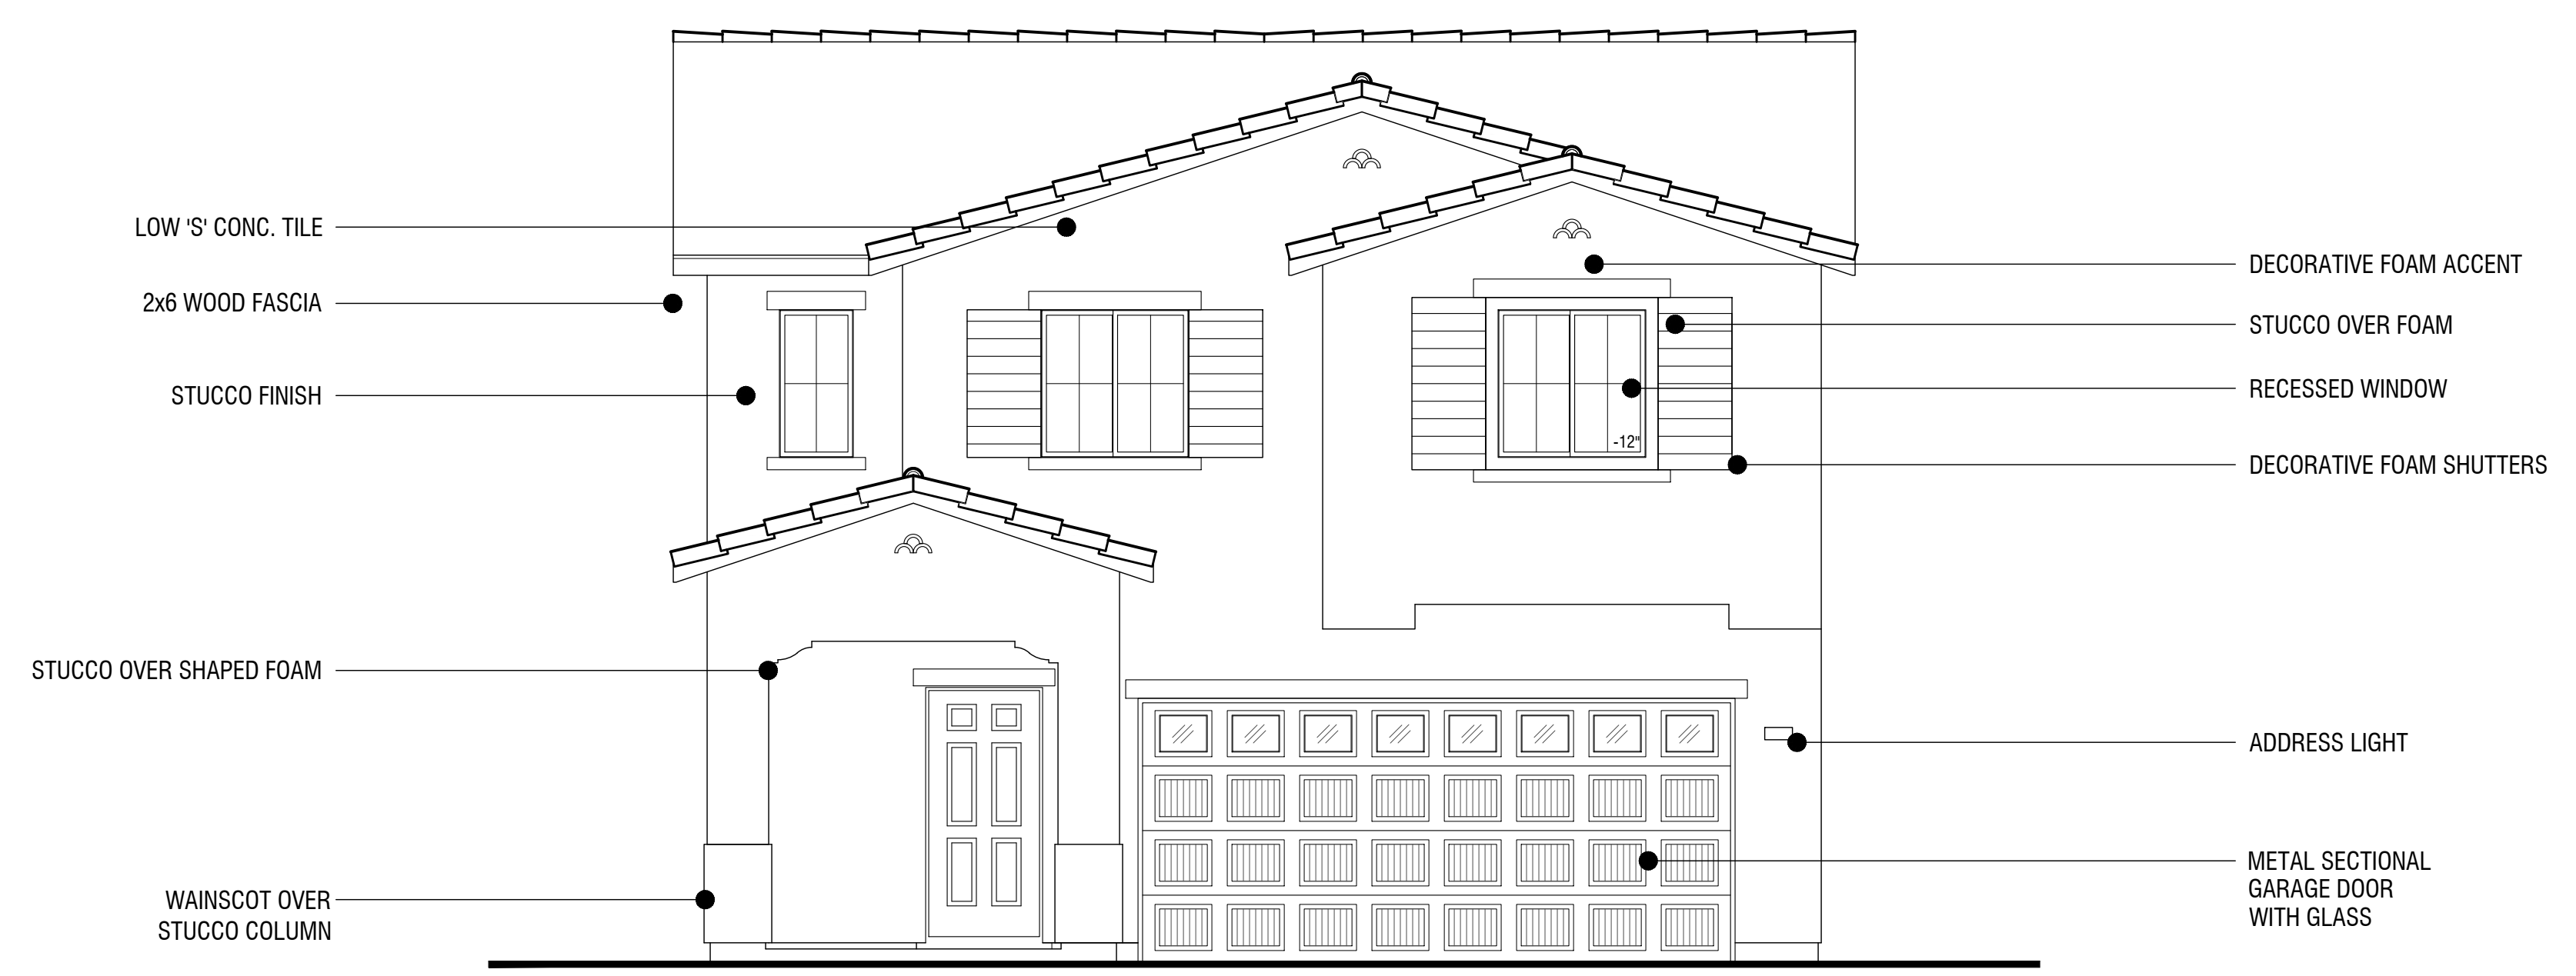 LOW 'S' CONC. TILE
2x6 WOOD FASCIA
STUCCO FINISH
STUCCO OVER SHAPED FOAM
WAINSCOT OVER
STUCCO COLUMN
-12"
DECORATIVE FOAM ACCENT
STUCCO OVER FOAM
RECESSED WINDOW
DECORATIVE FOAM SHUTTERS
ADDRESS LIGHT
METAL SECTIONAL
GARAGE DOOR
WITH GLASS